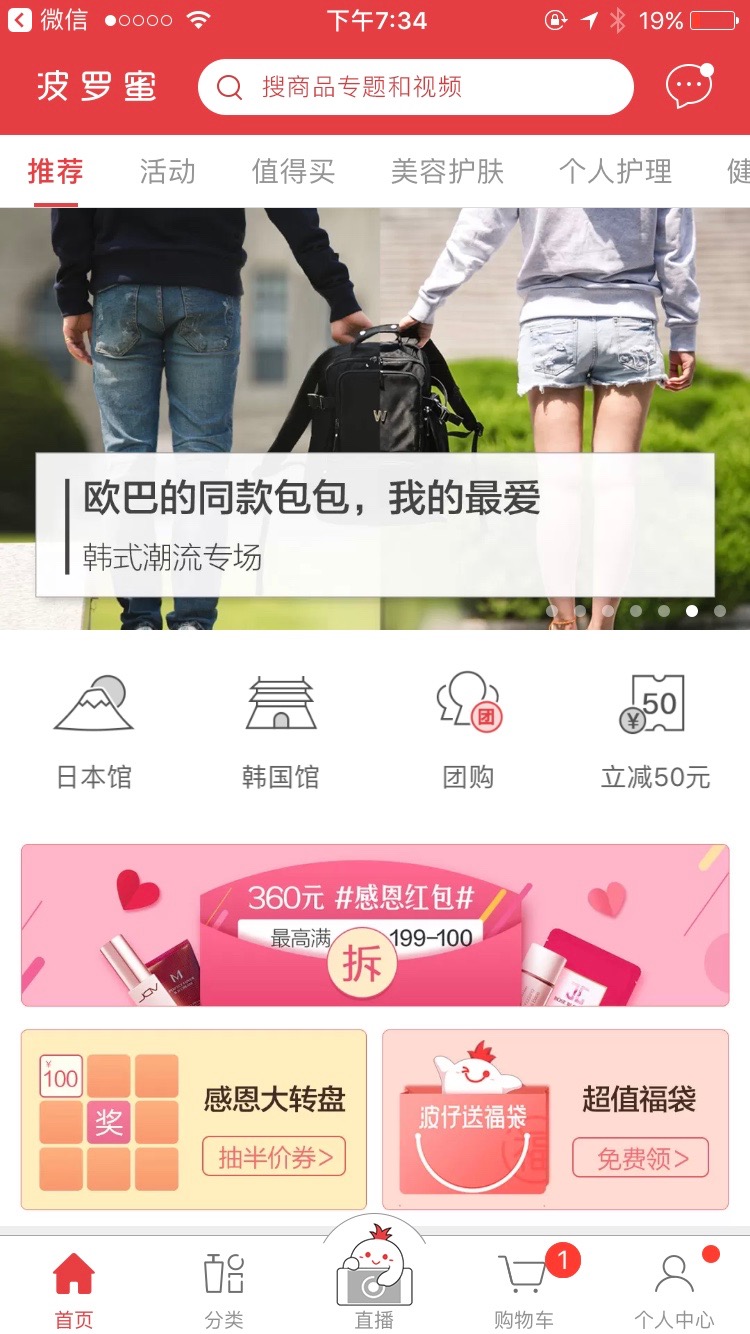 微信
下午7:34
19%
波罗蜜
搜商品专题和视频
推荐 活动 值得买 美容护肤 个人护理 健
W
欧巴的同款包包，我的最爱
韩式潮流专场
团
50
¥
日本馆 韩国馆 团购 立减50元
360元 #感恩红包#
最高满 199-100
拆
M
¥
100
奖
感恩大转盘
抽半价券>
波仔送福袋
福
超值福袋
免费领>
1
首页 分类 直播 购物车 个人中心